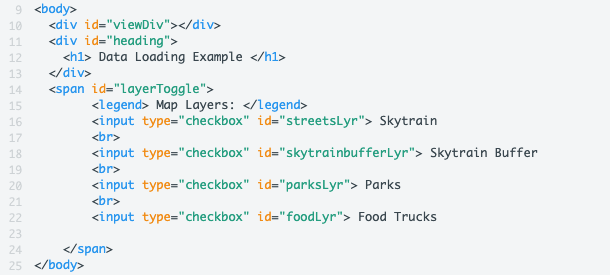 9 <body>
10 <div id="viewDiv"></div>
11 <div id="heading">
12 <h1> Data Loading Example </h1>
13 </div>
14 <span id="layerToggle">
15 <legend> Map Layers: </legend>
16 <input type="checkbox" id="streetsLyr"> Skytrain
17 <br>
18 <input type="checkbox" id="skytrainbufferLyr"> Skytrain Buffer
19 <br>
20 <input type="checkbox" id="parksLyr"> Parks
21 <br>
22 <input type="checkbox" id="foodLyr"> Food Trucks
23
24 </span>
25 </body>